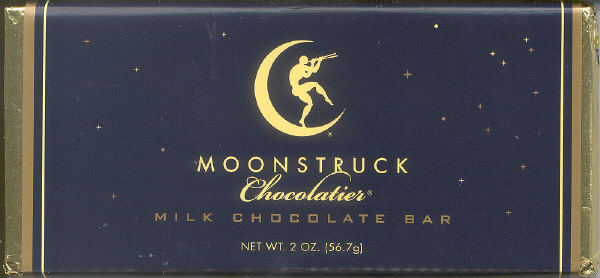 MOONSTRUCK
Chocolatier®
MILK CHOCOLATE BAR
NET WT. 2 OZ. (56.7g)